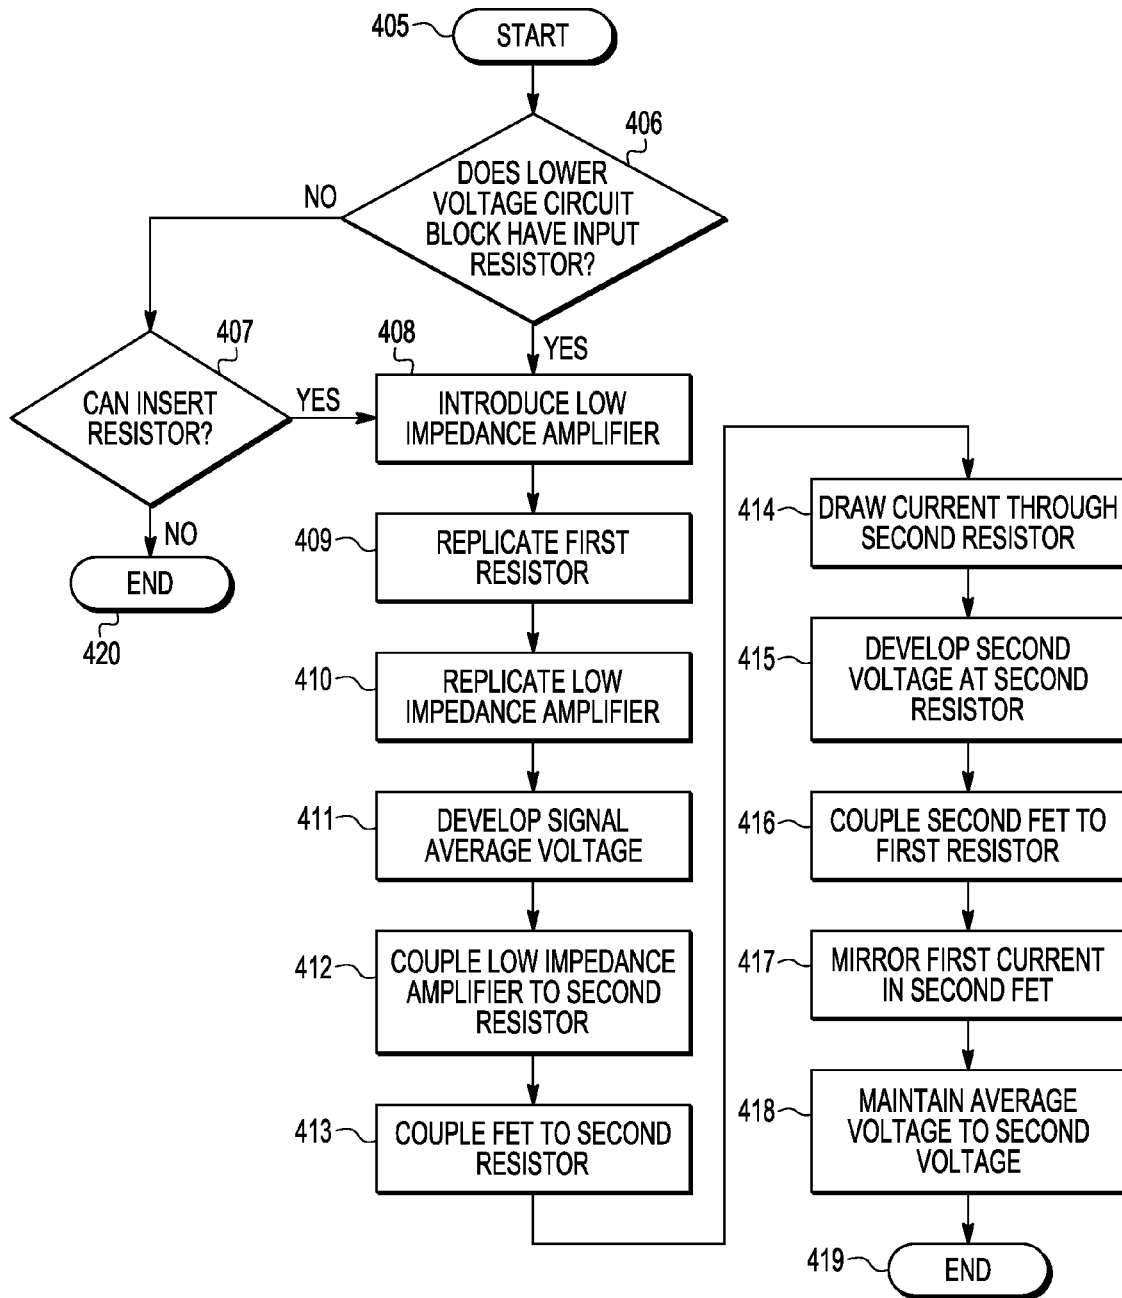 405
START
406
DOES LOWER
VOLTAGE CIRCUIT
BLOCK HAVE INPUT
RESISTOR?
NO
YES
407
CAN INSERT
RESISTOR?
YES
NO
END
420
408
INTRODUCE LOW
IMPEDANCE AMPLIFIER
409
REPLICATE FIRST
RESISTOR
410
REPLICATE LOW
IMPEDANCE AMPLIFIER
411
DEVELOP SIGNAL
AVERAGE VOLTAGE
412
COUPLE LOW IMPEDANCE
AMPLIFIER TO SECOND
RESISTOR
413
COUPLE FET TO SECOND
RESISTOR
414
DRAW CURRENT THROUGH
SECOND RESISTOR
415
DEVELOP SECOND
VOLTAGE AT SECOND
RESISTOR
416
COUPLE SECOND FET TO
FIRST RESISTOR
417
MIRROR FIRST CURRENT
IN SECOND FET
418
MAINTAIN AVERAGE
VOLTAGE TO SECOND
VOLTAGE
419
END